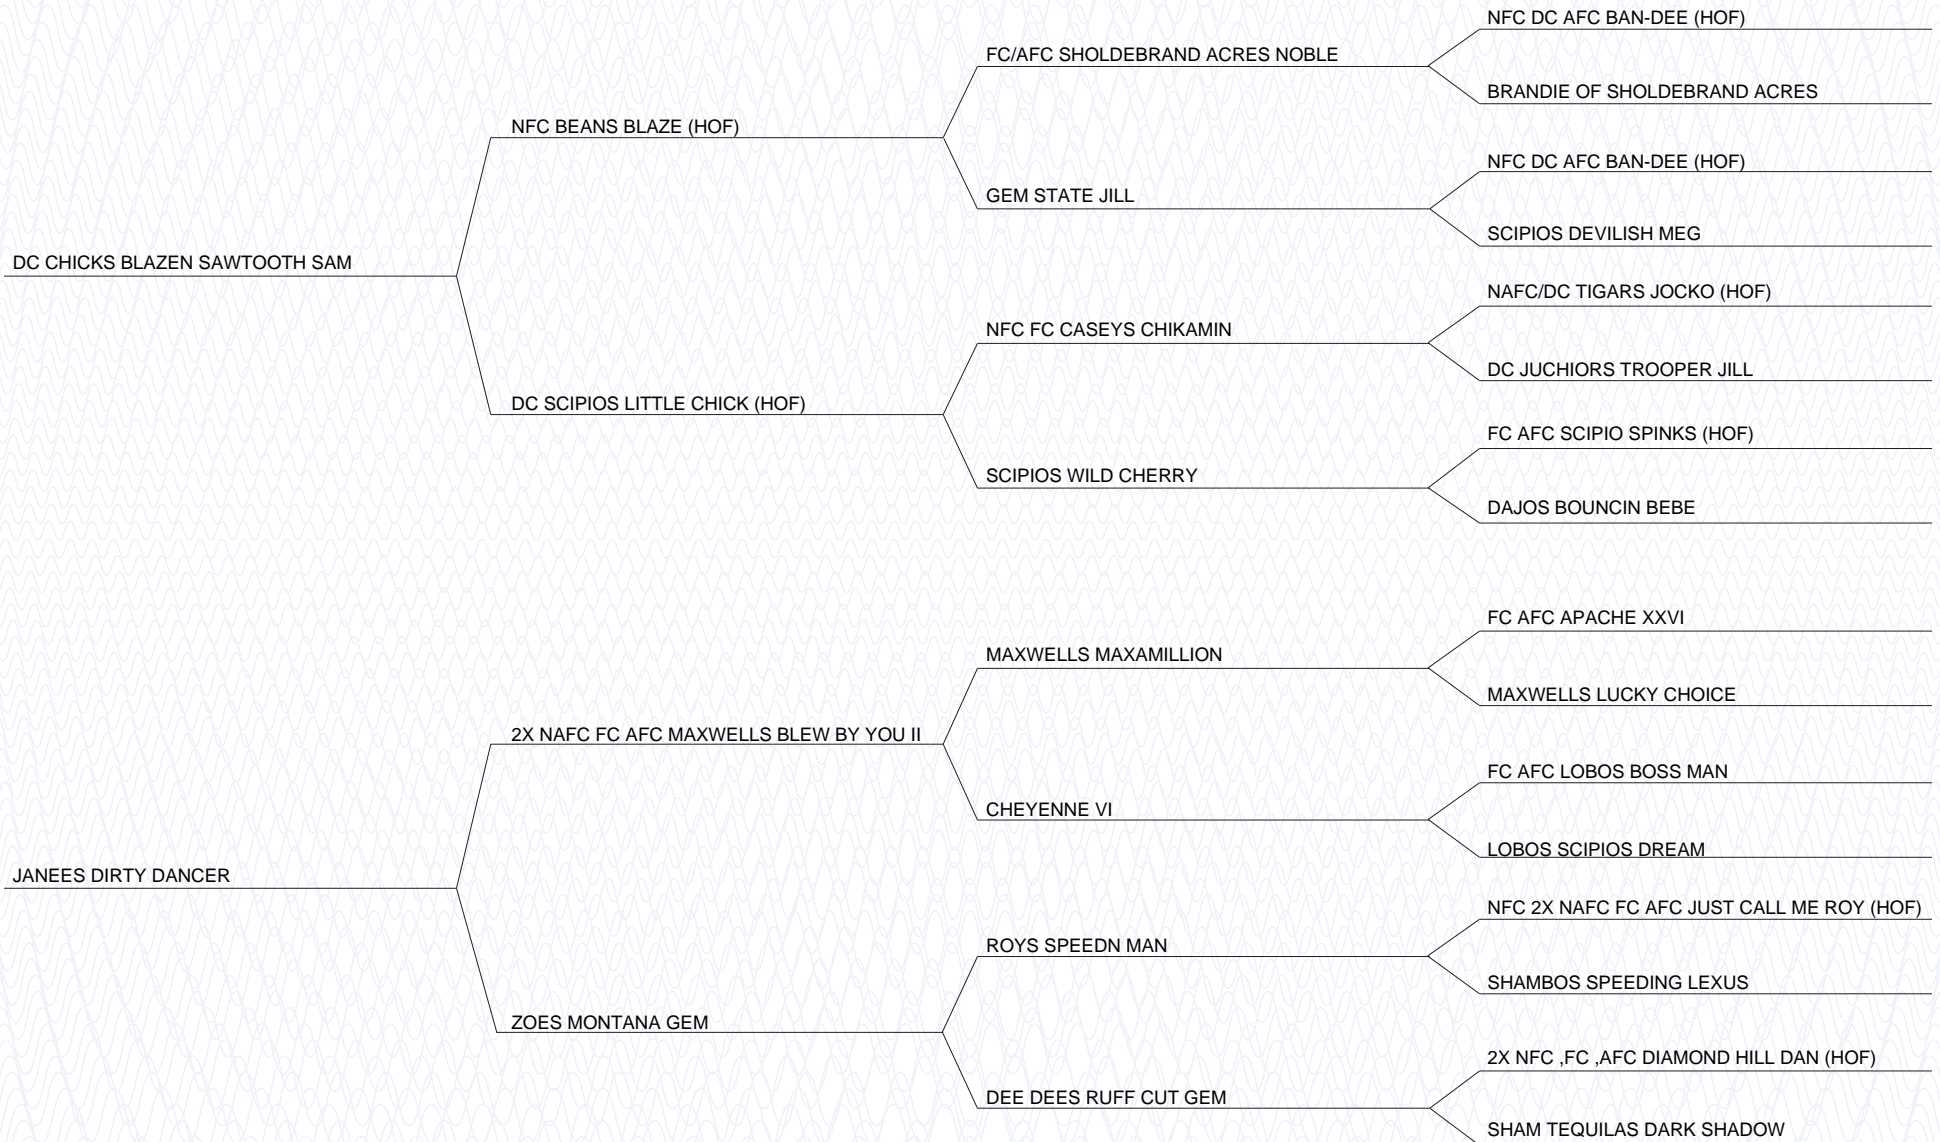 NFC DC AFC BAN-DEE (HOF)
FC/AFC SHOLDEBRAND ACRES NOBLE
BRANDIE OF SHOLDEBRAND ACRES
NFC BEANS BLAZE (HOF)
NFC DC AFC BAN-DEE (HOF)
GEM STATE JILL
SCIPIOS DEVILISH MEG
DC CHICKS BLAZEN SAWTOOTH SAM
NAFC/DC TIGARS JOCKO (HOF)
NFC FC CASEYS CHIKAMIN
DC JUCHIORS TROOPER JILL
DC SCIPIOS LITTLE CHICK (HOF)
FC AFC SCIPIO SPINKS (HOF)
SCIPIOS WILD CHERRY
DAJOS BOUNCIN BEBE
FC AFC APACHE XXVI
MAXWELLS MAXAMILLION
MAXWELLS LUCKY CHOICE
2X NAFC FC AFC MAXWELLS BLEW BY YOU II
FC AFC LOBOS BOSS MAN
CHEYENNE VI
LOBOS SCIPIOS DREAM
JANEES DIRTY DANCER
NFC 2X NAFC FC AFC JUST CALL ME ROY (HOF)
ROYS SPEEDN MAN
SHAMBOS SPEEDING LEXUS
ZOES MONTANA GEM
2X NFC ,FC ,AFC DIAMOND HILL DAN (HOF)
DEE DEES RUFF CUT GEM
SHAM TEQUILAS DARK SHADOW